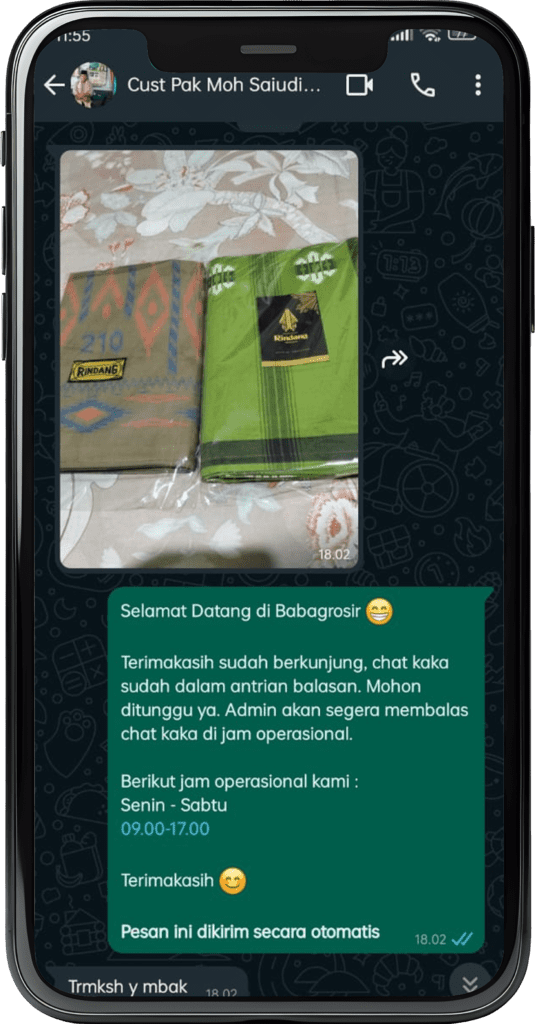 11:55
Cust Pak Moh Saiudi...
210
RINDANG
Rindang
18.02
Selamat Datang di Babagrosir 😁
Terimakasih sudah berkunjung, chat kaka
sudah dalam antrian balasan. Mohon
ditunggu ya. Admin akan segera membalas
chat kaka di jam operasional.
Berikut jam operasional kami :
Senin - Sabtu
09.00-17.00
Terimakasih 😊
Pesan ini dikirim secara otomatis
18.02
Trmksh y mbak
18.02